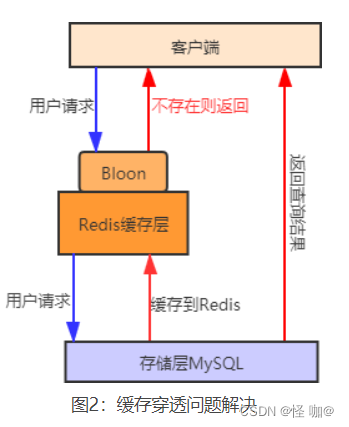 客户端
用户请求
不存在则返回
Bloon
Redis缓存层
返回查询结果
用户请求
缓存到Redis
存储层MySQL
图2：缓存穿透问题解决
CSDN @怪 咖@